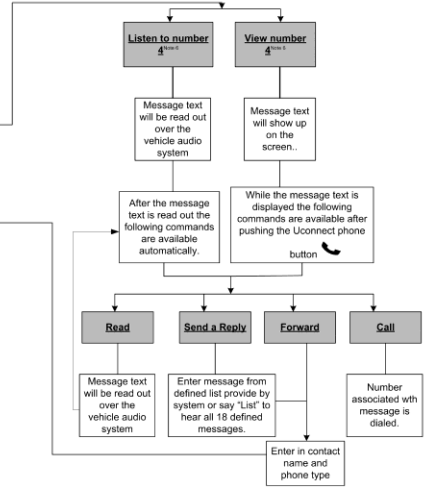 Listen to number
4 Note 6
View number
4 Note 5
Message text
will be read out
over the
vehicle audio
system
Message text
will show up
on the
screen..
After the message
text is read out the
following commands
are available
automatically.
While the message text is
displayed the following
commands are available after
pushing the Uconnect phone
button
Read
Send a Reply
Forward
Call
Message text
will be read out
over the
vehicle audio
system
Enter message from
defined list provide by
system or say “List” to
hear all 18 defined
messages.
Number
associated wth
message is
dialed.
Enter in contact
name and
phone type